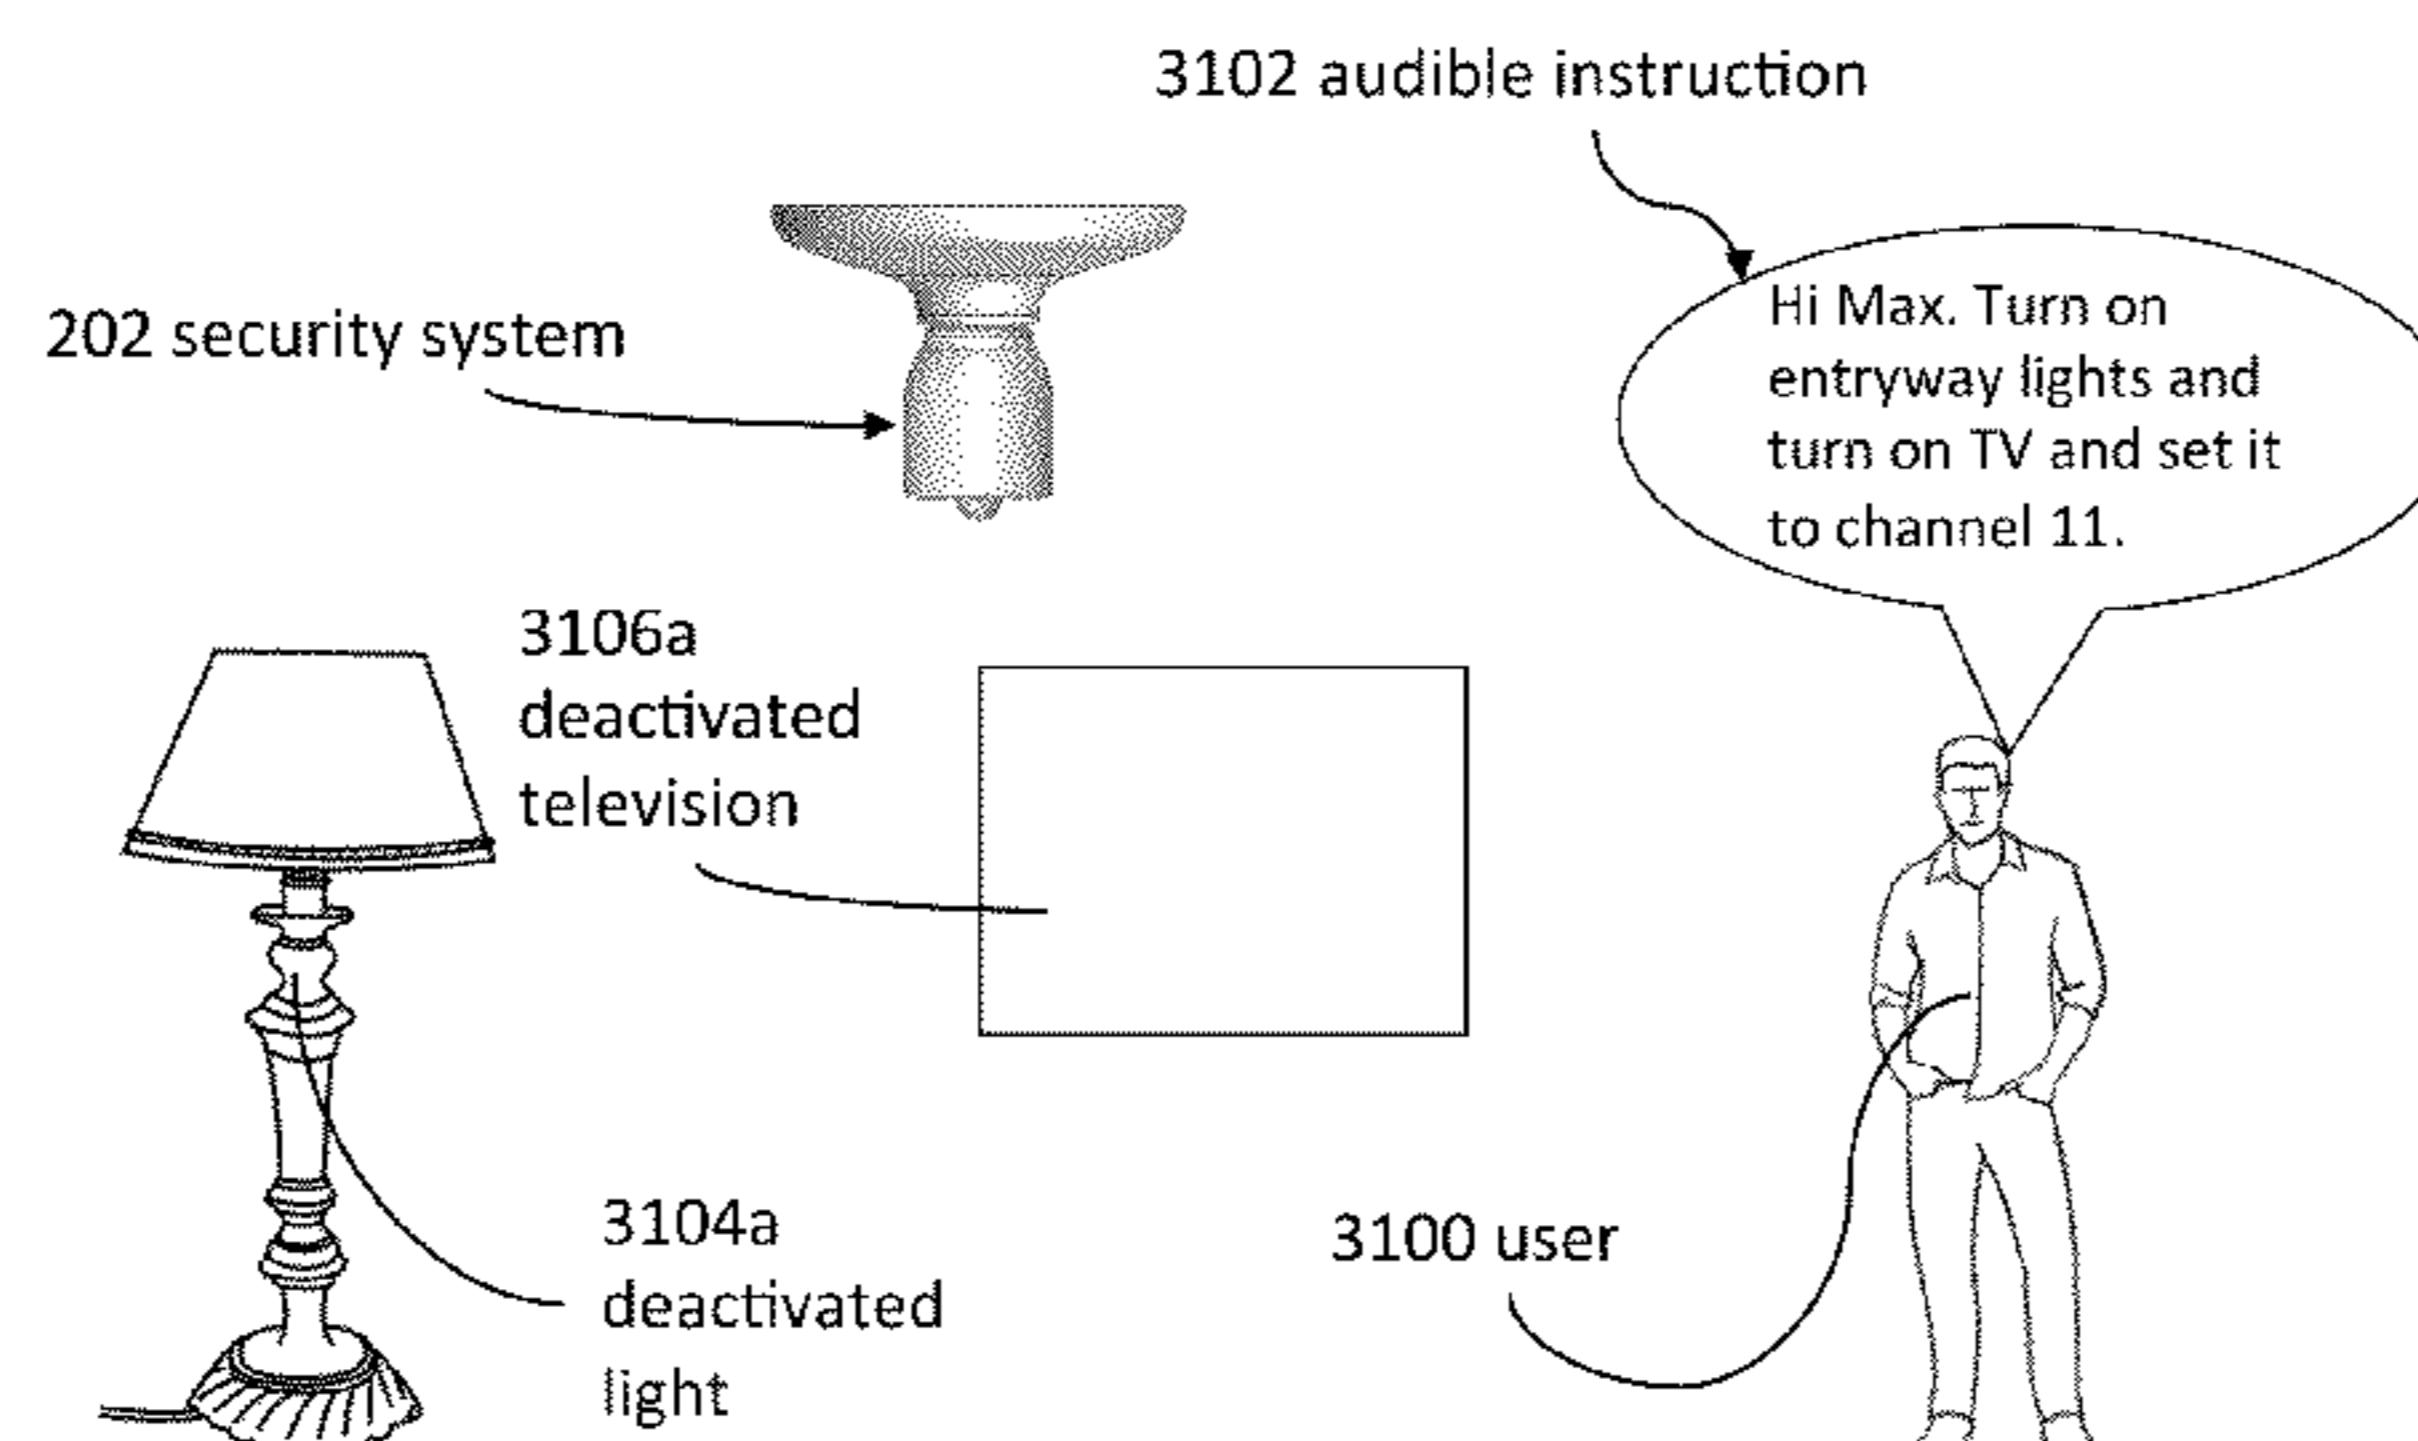 3102 audible instruction
202 security system
Hi Max. Turn on
entryway lights and
turn on TV and set it
to channel 11.
3106a
deactivated
television
3104a
deactivated
light
3100 user